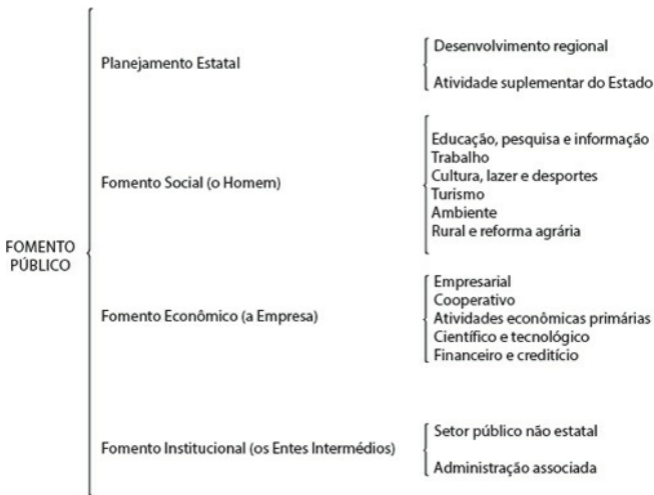 FOMENTO
PÚBLICO
Planejamento Estatal
Desenvolvimento regional
Atividade suplementar do Estado
Fomento Social (o Homem)
Educação, pesquisa e informação
Trabalho
Cultura, lazer e desportes
Turismo
Ambiente
Rural e reforma agrária
Fomento Econômico (a Empresa)
Empresarial
Cooperativo
Atividades econômicas primárias
Científico e tecnológico
Financeiro e creditício
Fomento Institucional (os Entes Intermédios)
Setor público não estatal
Administração associada